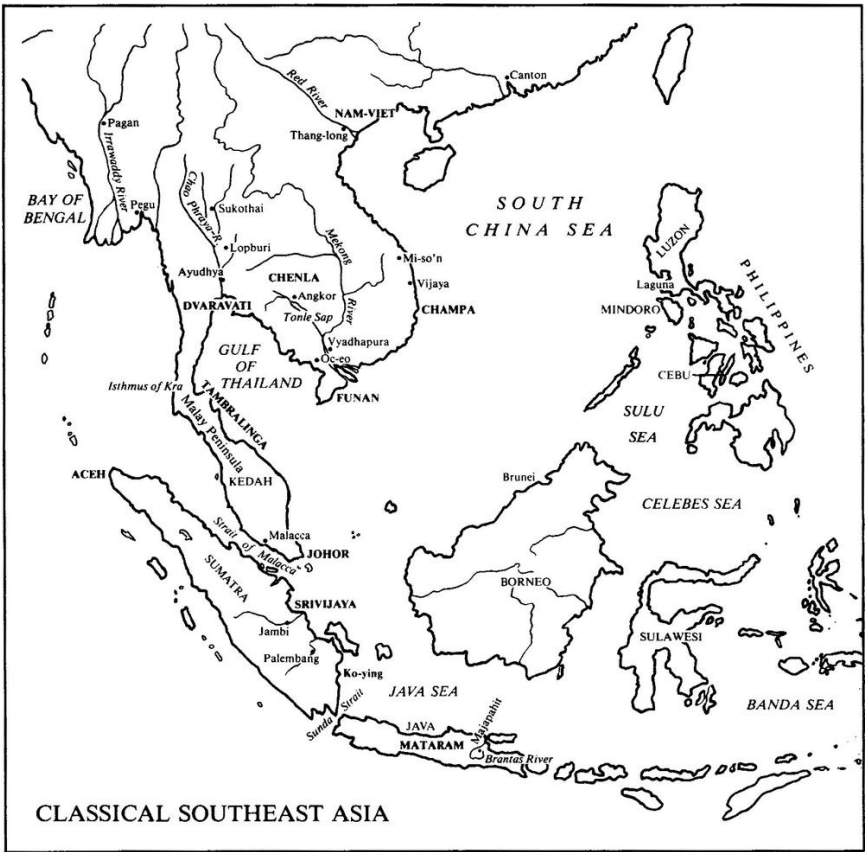 Canton
Red River
NAM-VIET
Thang-long
Pagan
Irrawaddy River
BAY OF
BENGAL
Pegu
Chao Phraya-R.
Sukothai
Lopburi
Ayudhya
DVARAVATI
CHENLA
Angkor
Tonle Sap
Mekong
River
Mi-so'n
Vijaya
CHAMPA
Vyadhapura
Oc-eo
FUNAN
GULF
OF
THAILAND
SOUTH
CHINA SEA
LUZON
Laguna
MINDORO
PHILIPPINES
CEBU
SULU
SEA
Isthmus of Kra
TAMBRALINGA
Malay Peninsula
KEDAH
ACEH
Strait of Malacca
Malacca
JOHOR
Brunei
CELEBES SEA
SUMATRA
SRIVIJAYA
Jambi
Palembang
Ko-ying
BORNEO
SULAWESI
JAVA SEA
BANDA SEA
Sunda Strait
JAVA
MATARAM
Majapahit
Brantas River
CLASSICAL SOUTHEAST ASIA